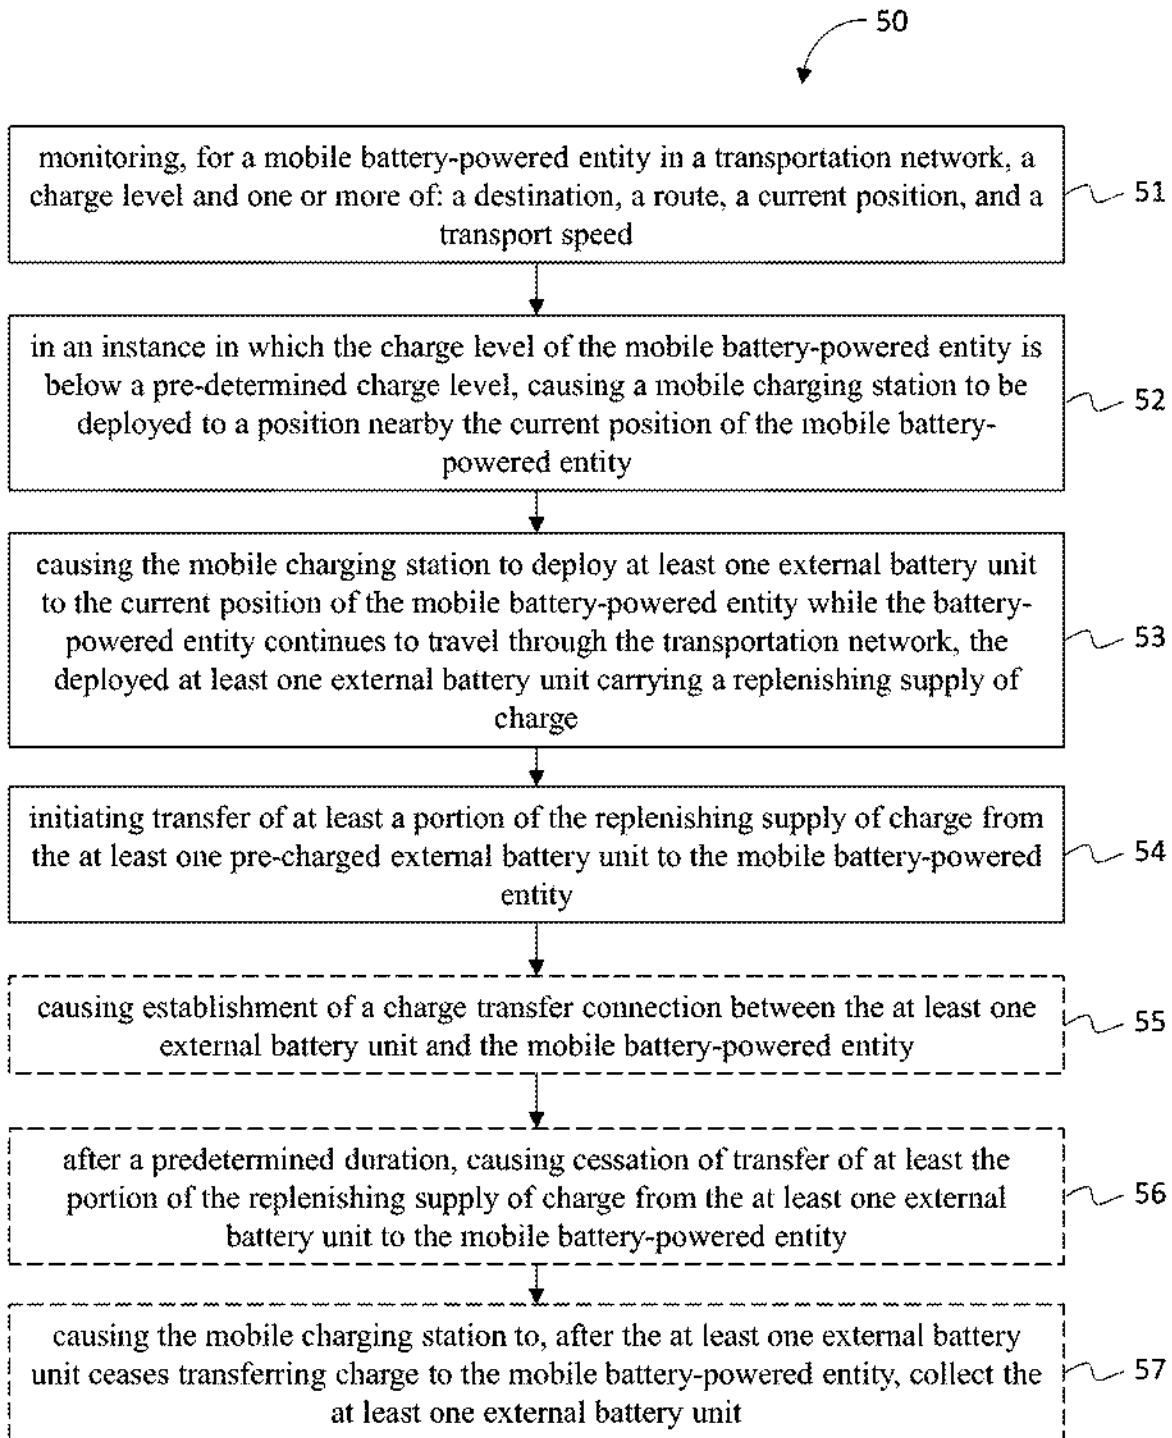 50
monitoring, for a mobile battery-powered entity in a transportation network, a
charge level and one or more of: a destination, a route, a current position, and a
transport speed
51
in an instance in which the charge level of the mobile battery-powered entity is
below a pre-determined charge level, causing a mobile charging station to be
deployed to a position nearby the current position of the mobile battery-
powered entity
52
causing the mobile charging station to deploy at least one external battery unit
to the current position of the mobile battery-powered entity while the battery-
powered entity continues to travel through the transportation network, the
deployed at least one external battery unit carrying a replenishing supply of
charge
53
initiating transfer of at least a portion of the replenishing supply of charge from
the at least one pre-charged external battery unit to the mobile battery-powered
entity
54
causing establishment of a charge transfer connection between the at least one
external battery unit and the mobile battery-powered entity
55
after a predetermined duration, causing cessation of transfer of at least the
portion of the replenishing supply of charge from the at least one external
battery unit to the mobile battery-powered entity
56
causing the mobile charging station to, after the at least one external battery
unit ceases transferring charge to the mobile battery-powered entity, collect the
at least one external battery unit
57